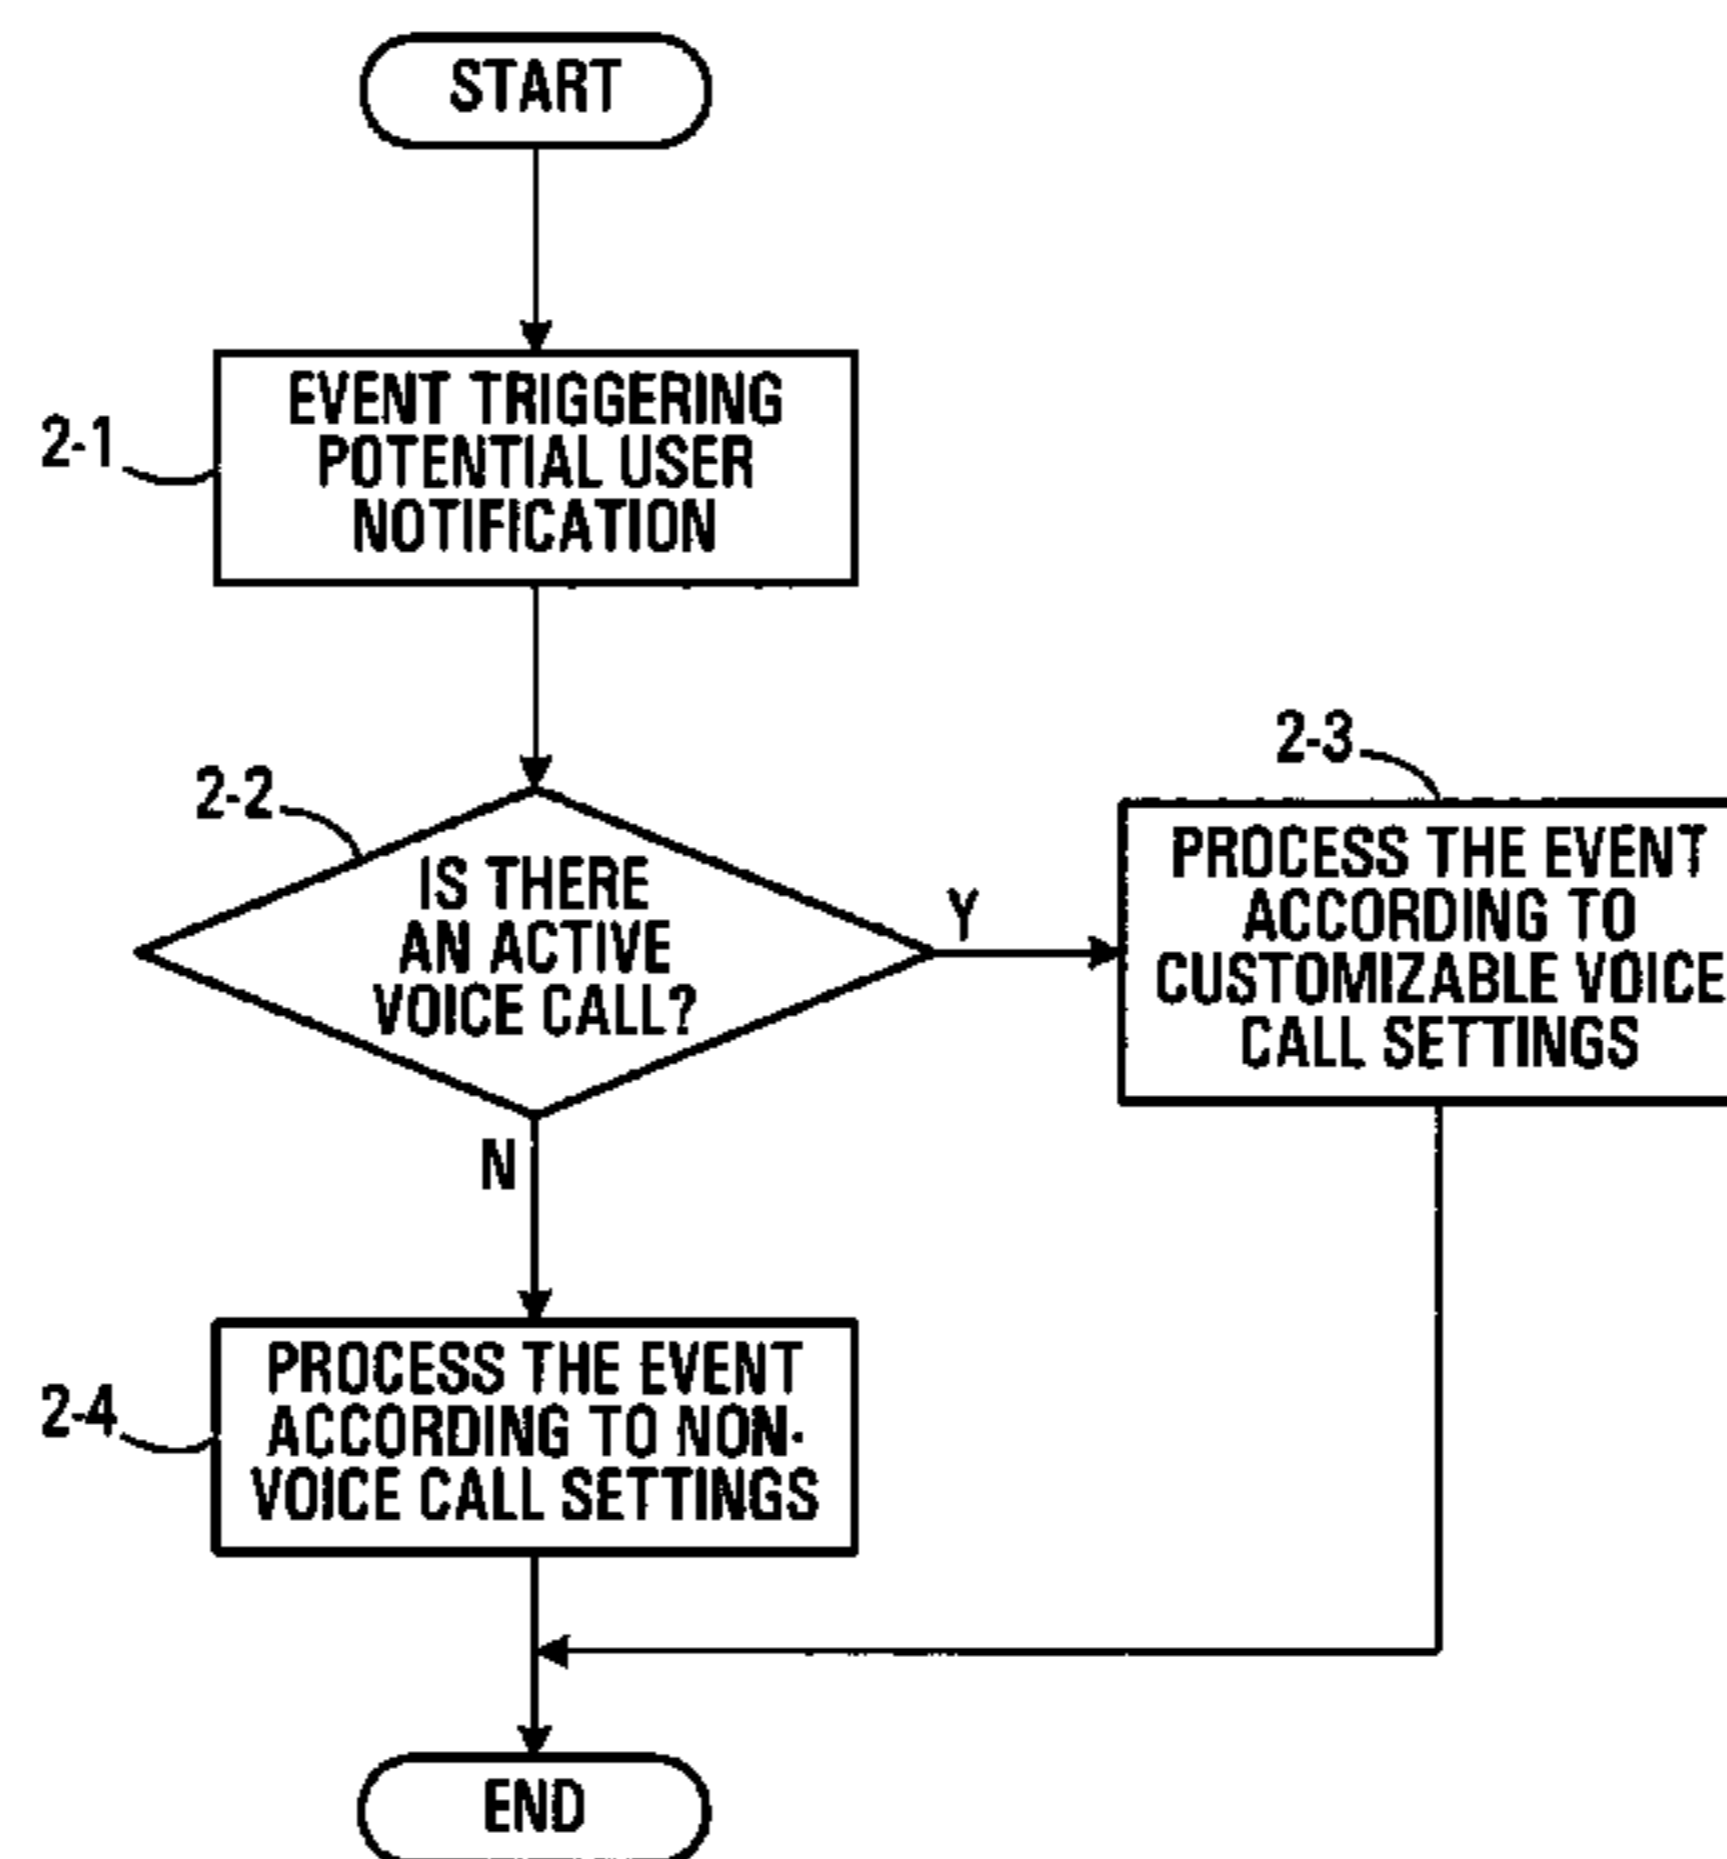 START
2-1
EVENT TRIGGERING
POTENTIAL USER
NOTIFICATION
2-2
IS THERE
AN ACTIVE
VOICE CALL?
Y
N
2-3
PROCESS THE EVENT
ACCORDING TO
CUSTOMIZABLE VOICE
CALL SETTINGS
2-4
PROCESS THE EVENT
ACCORDING TO NON-
VOICE CALL SETTINGS
END